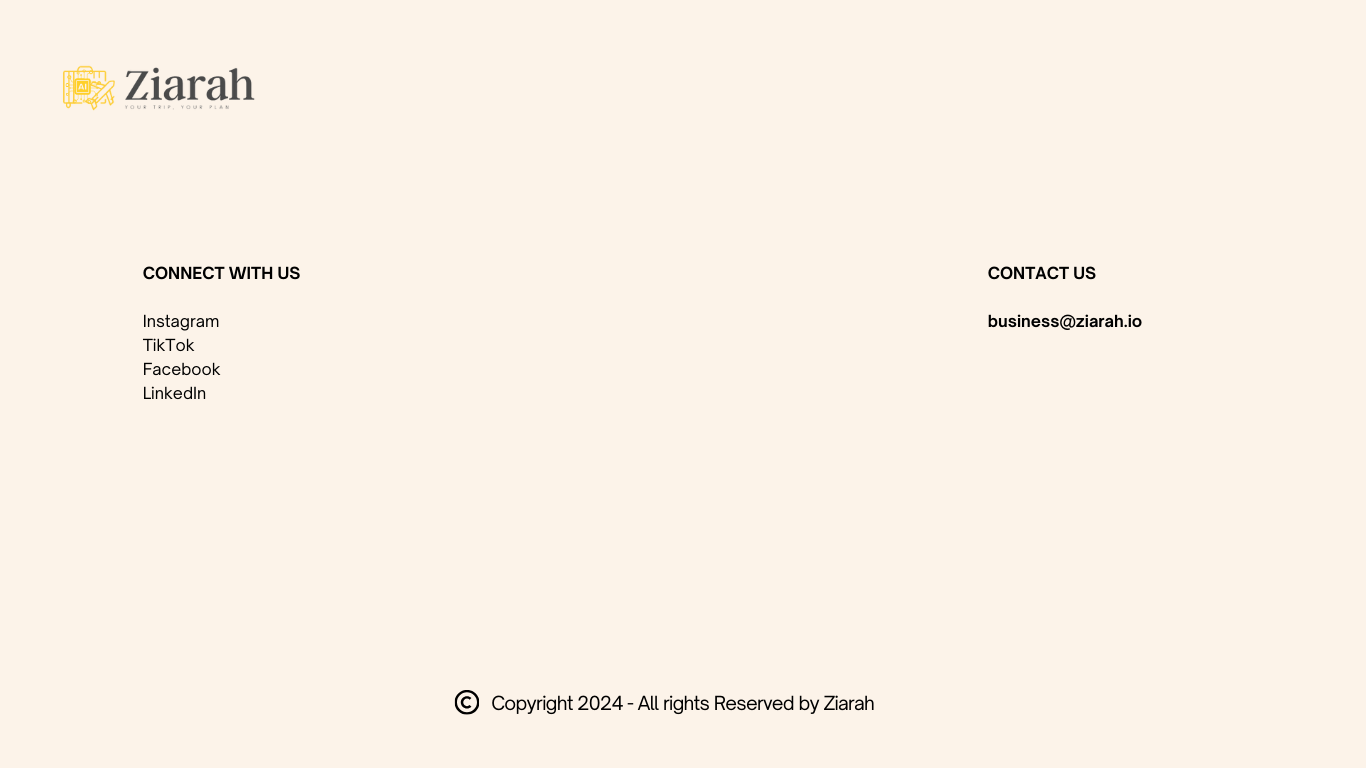 Ziarah
YOUR TRIP, YOUR PLAN
CONNECT WITH US
Instagram
TikTok
Facebook
LinkedIn
CONTACT US
business@ziarah.io
© Copyright 2024 - All rights Reserved by Ziarah